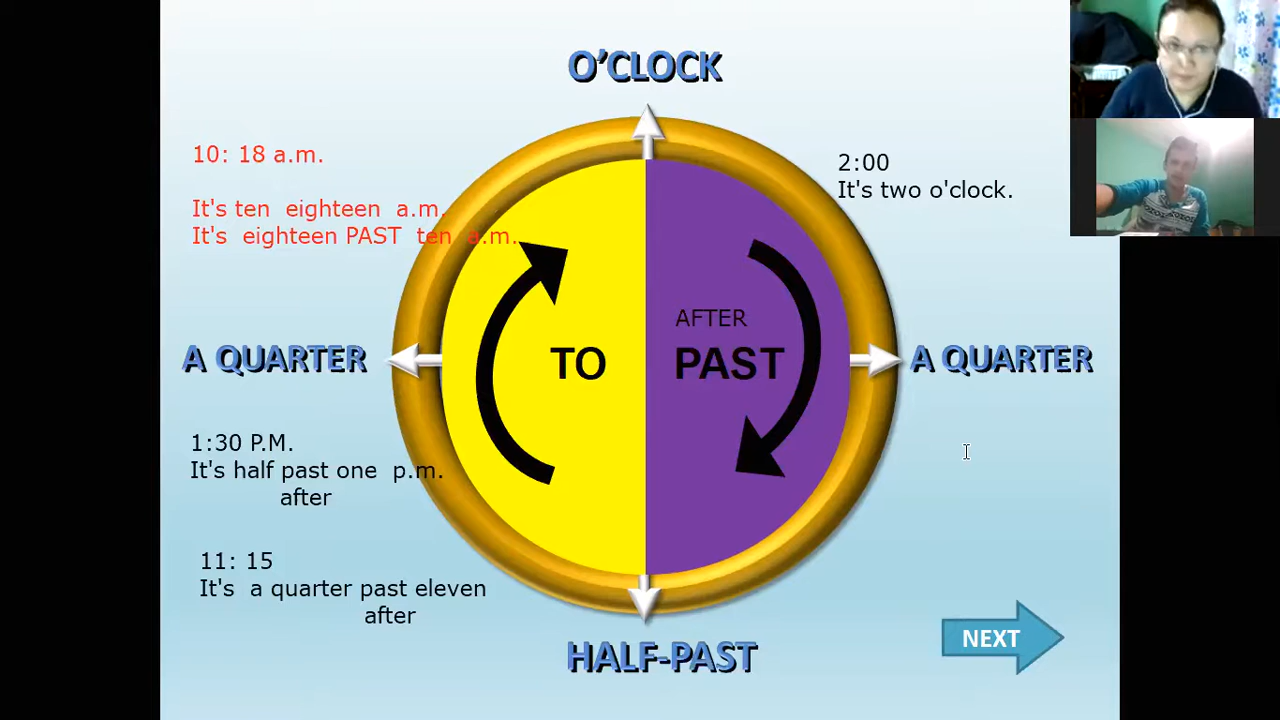 O'CLOCK
10: 18 a.m.
It's ten eighteen a.m.
It's eighteen PAST ten a.m.
2:00
It's two o'clock.
AFTER
TO
PAST
A QUARTER
A QUARTER
1:30 P.M.
It's half past one p.m.
after
11: 15
It's a quarter past eleven
after
HALF-PAST
NEXT